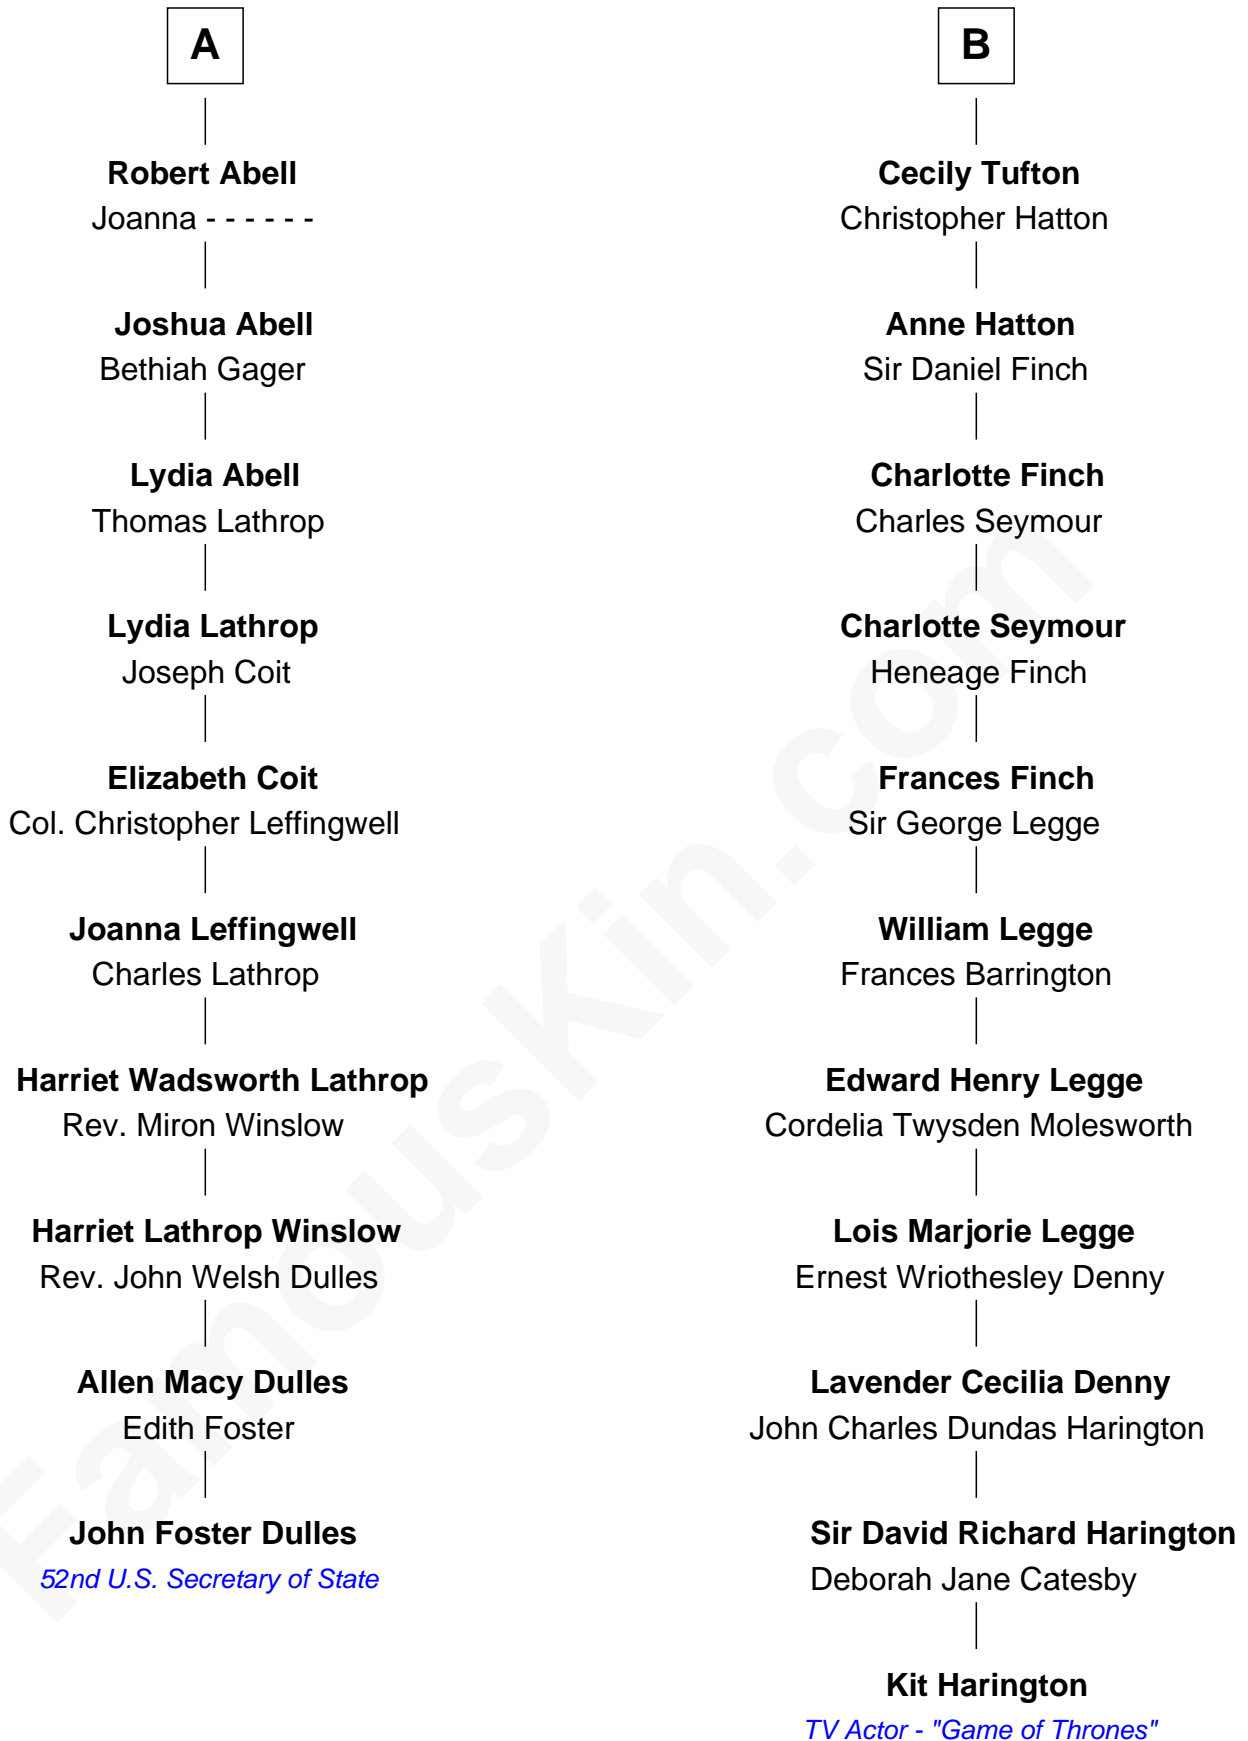 A
Robert Abell
Joanna - - - - - -
Joshua Abell
Bethiah Gager
Lydia Abell
Thomas Lathrop
Lydia Lathrop
Joseph Coit
Elizabeth Coit
Col. Christopher Leffingwell
Joanna Leffingwell
Charles Lathrop
Harriet Wadsworth Lathrop
Rev. Miron Winslow
Harriet Lathrop Winslow
Rev. John Welsh Dulles
Allen Macy Dulles
Edith Foster
John Foster Dulles
52nd U.S. Secretary of State
B
Cecily Tufton
Christopher Hatton
Anne Hatton
Sir Daniel Finch
Charlotte Finch
Charles Seymour
Charlotte Seymour
Heneage Finch
Frances Finch
Sir George Legge
William Legge
Frances Barrington
Edward Henry Legge
Cordelia Twysden Molesworth
Lois Marjorie Legge
Ernest Wriothesley Denny
Lavender Cecilia Denny
John Charles Dundas Harington
Sir David Richard Harington
Deborah Jane Catesby
Kit Harington
TV Actor - "Game of Thrones"
FamousKin.com